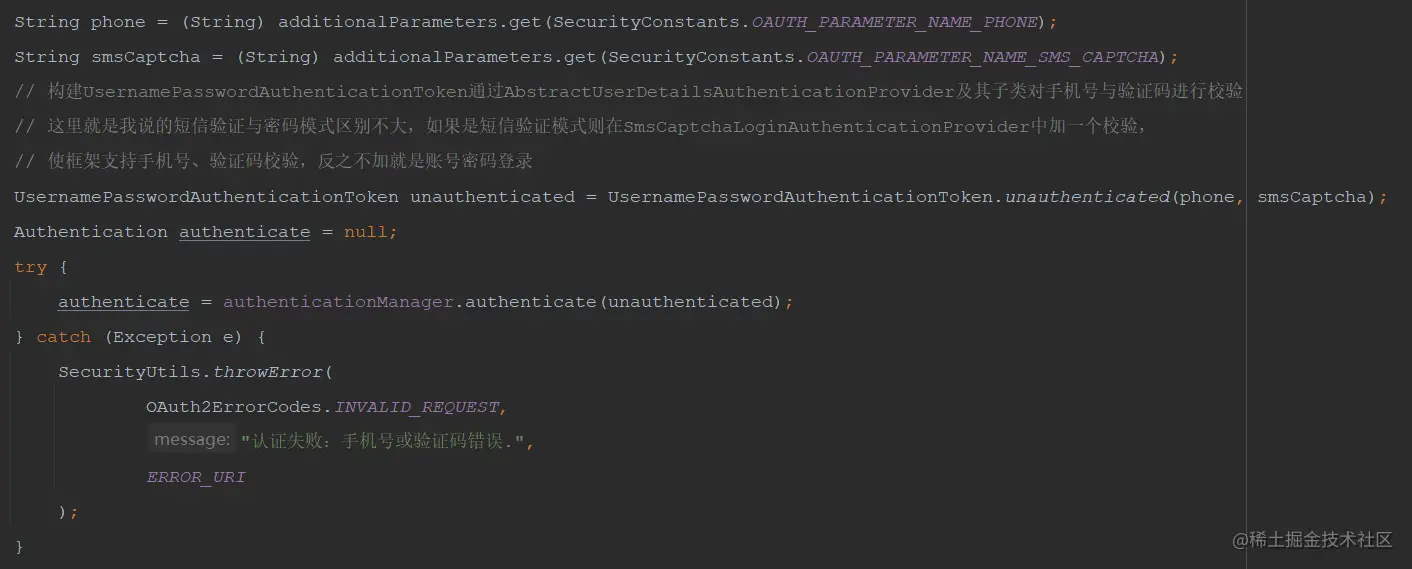 String phone = (String) additionalParameters.get(SecurityConstants.OAUTH_PARAMETER_NAME_PHONE);
String smsCaptcha = (String) additionalParameters.get(SecurityConstants.OAUTH_PARAMETER_NAME_SMS_CAPTCHA);
// 构建UsernamePasswordAuthenticationToken通过AbstractUserDetailsAuthenticationProvider及其子类对手机号与验证码进行校验
// 这里就是我说的短信验证与密码模式区别不大，如果是短信验证模式则在SmsCaptchaLoginAuthenticationProvider中加一个校验，
// 使框架支持手机号、验证码校验，反之不加就是账号密码登录
UsernamePasswordAuthenticationToken unauthenticated = UsernamePasswordAuthenticationToken.unauthenticated(phone, smsCaptcha);
Authentication authenticate = null;
try {
    authenticate = authenticationManager.authenticate(unauthenticated);
} catch (Exception e) {
    SecurityUtils.throwError(
            OAuth2ErrorCodes.INVALID_REQUEST,
            message: "认证失败：手机号或验证码错误.",
            ERROR_URI
    );
}
@稀土掘金技术社区